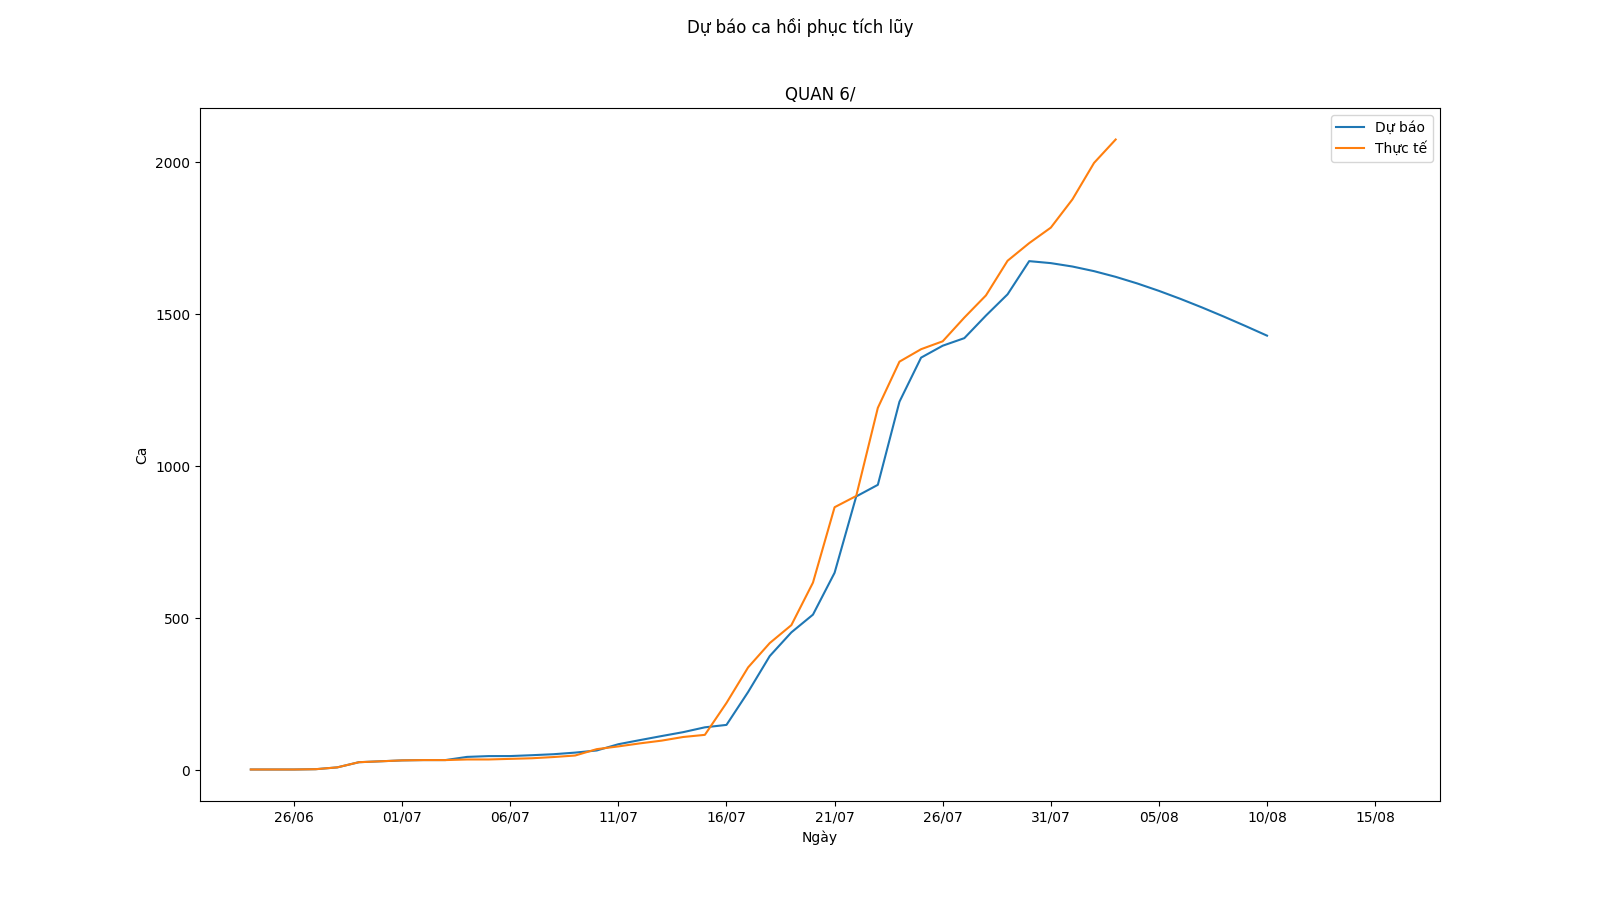 Dự báo ca hồi phục tích lũy
QUAN 6/
Dự báo
Thực tế
2000
1500
1000
500
0
Ca
26/06 01/07 06/07 11/07 16/07 21/07 26/07 31/07 05/08 10/08 15/08
Ngày